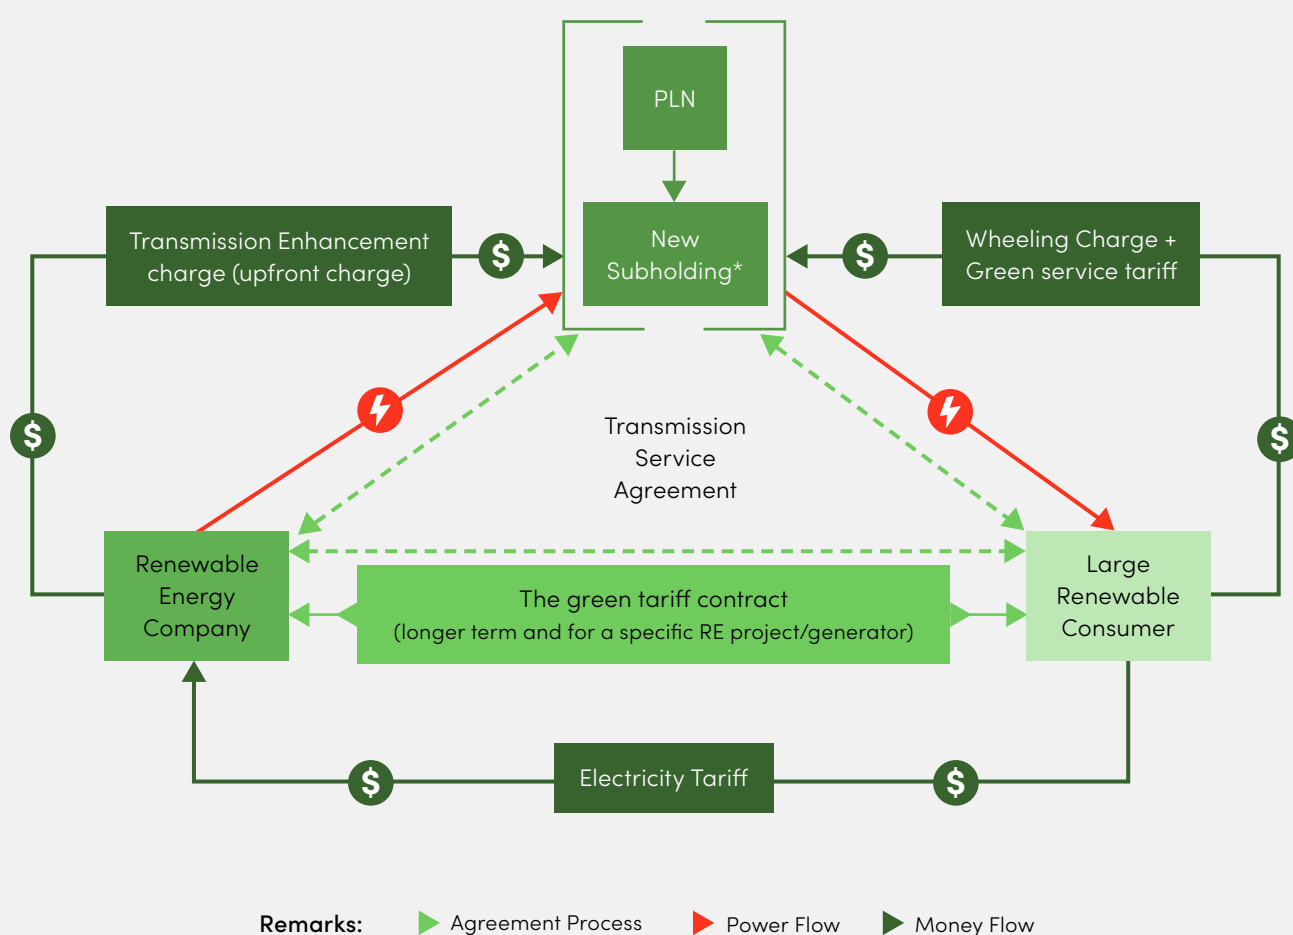 PLN
New
Subholding*
Transmission Enhancement
charge (upfront charge)
$
$
Wheeling Charge +
Green service tariff
$
$
Transmission
Service
Agreement
Renewable
Energy
Company
The green tariff contract
(longer term and for a specific RE project/generator)
Large
Renewable
Consumer
$
Electricity Tariff
$
Remarks:
Agreement Process
Power Flow
Money Flow